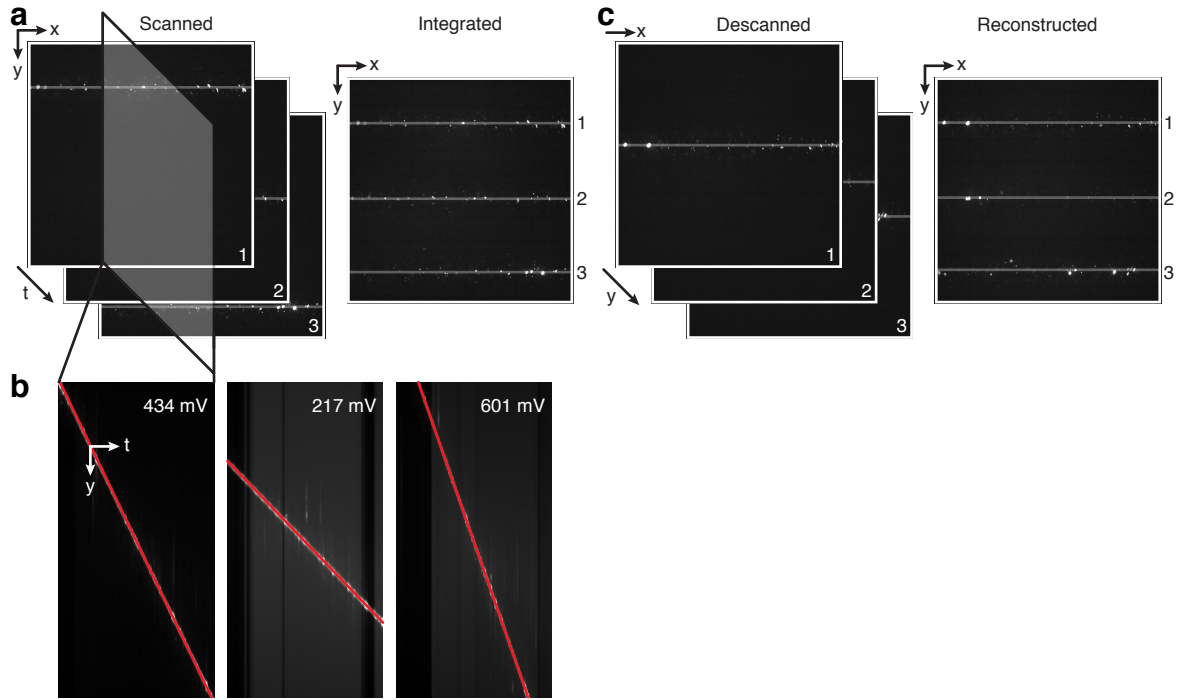 a
Scanned
Integrated
x
y
x
y
1
2
3
t
1
2
3
c
Descanned
Reconstructed
x
x
y
1
2
3
y
1
2
3
b
434 mV
217 mV
601 mV
t
y